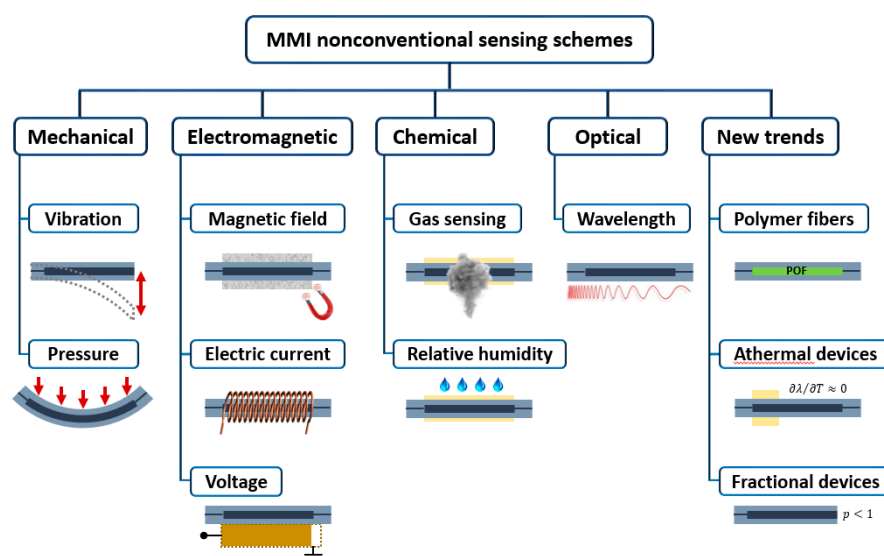 MMI nonconventional sensing schemes
Mechanical
Electromagnetic
Chemical
Optical
New trends
Vibration
Magnetic field
Gas sensing
Wavelength
Polymer fibers
POF
Pressure
Electric current
Relative humidity
Athermal devices
∂λ/∂T ≈ 0
Voltage
Fractional devices
p < 1